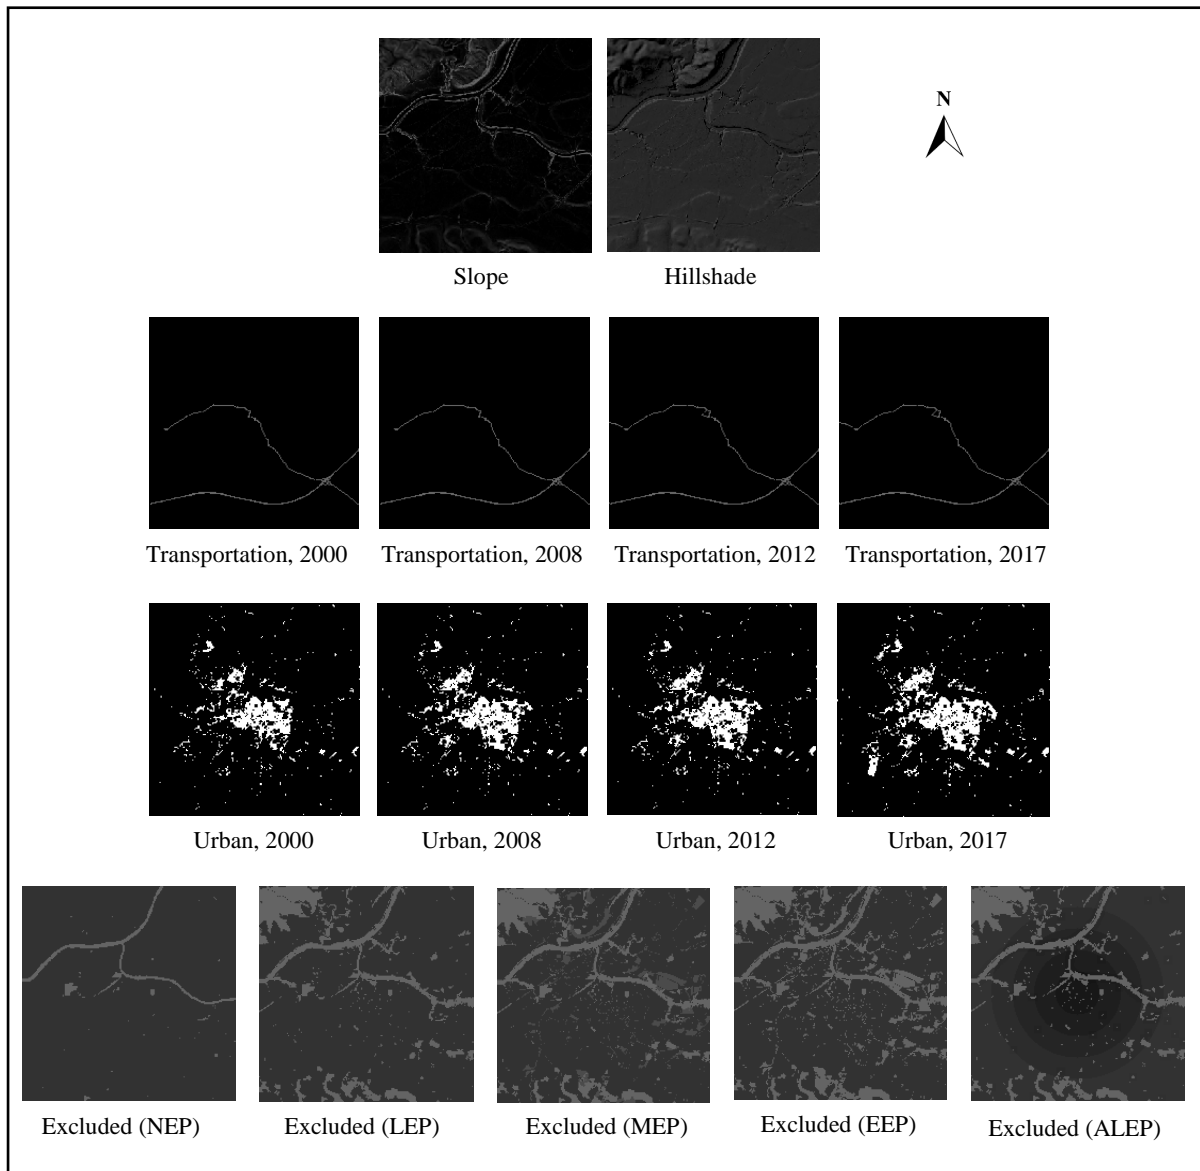 N
Slope
Hillshade
Transportation, 2000
Transportation, 2008
Transportation, 2012
Transportation, 2017
Urban, 2000
Urban, 2008
Urban, 2012
Urban, 2017
Excluded (NEP)
Excluded (LEP)
Excluded (MEP)
Excluded (EEP)
Excluded (ALEP)